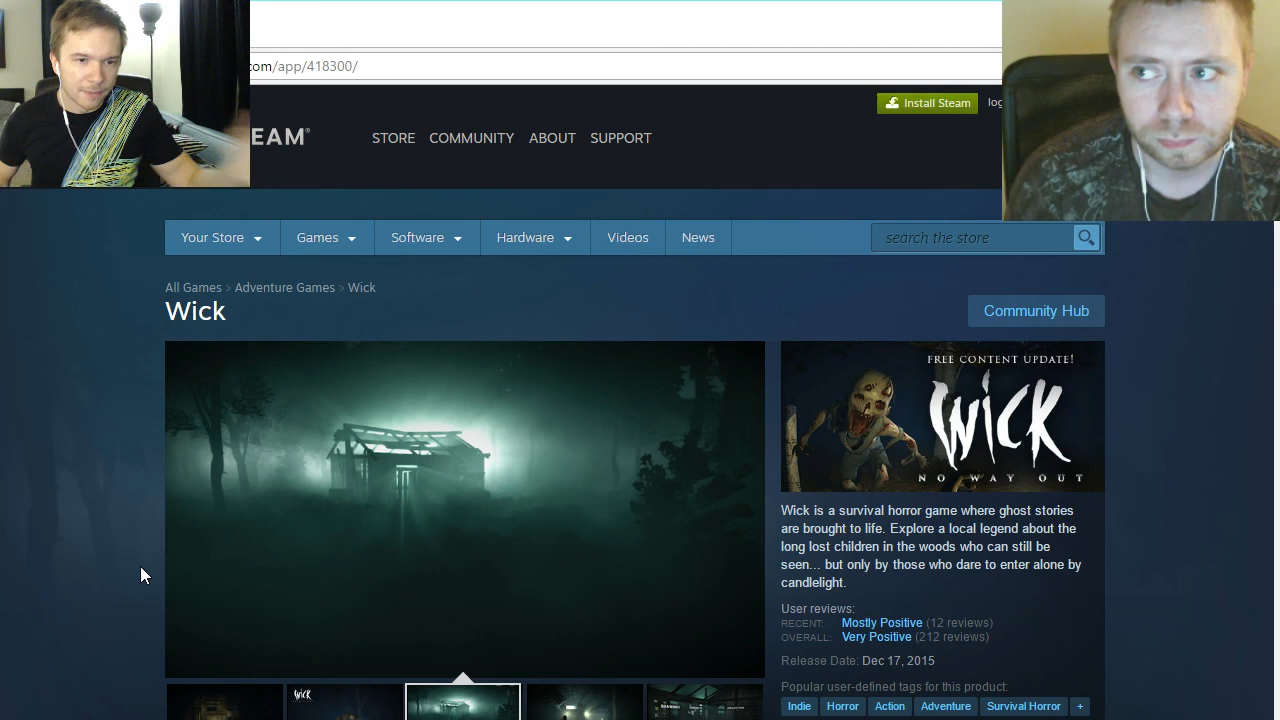 com/app/418300/
Install Steam
log
EAM®
STORE COMMUNITY ABOUT SUPPORT
Your Store Games Software Hardware Videos News
search the store
All Games > Adventure Games > Wick
Wick
Community Hub
FREE CONTENT UPDATE!
WICK
NO WAY OUT
Wick is a survival horror game where ghost stories
are brought to life. Explore a local legend about the
long lost children in the woods who can still be
seen... but only by those who dare to enter alone by
candlelight.
User reviews:
RECENT: Mostly Positive (12 reviews)
OVERALL: Very Positive (212 reviews)
Release Date: Dec 17, 2015
Popular user-defined tags for this product:
Indie Horror Action Adventure Survival Horror +
WICK